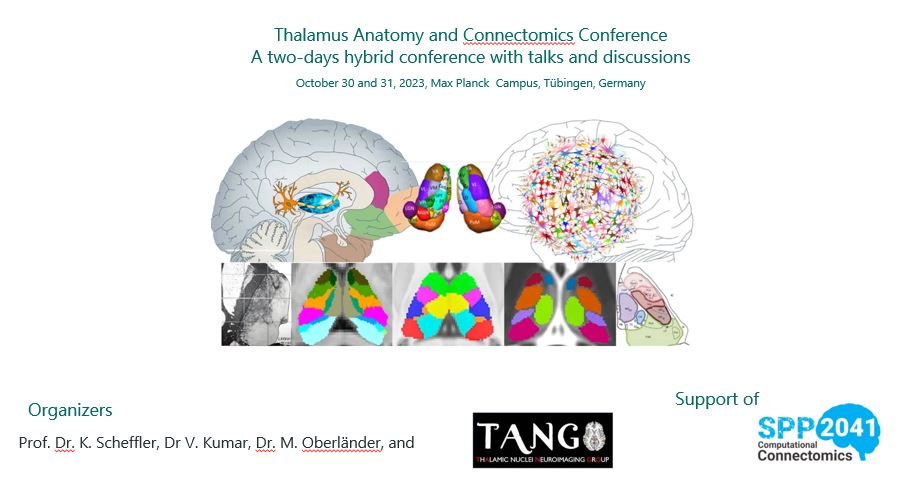 Thalamus Anatomy and Connectomics Conference
A two-days hybrid conference with talks and discussions
October 30 and 31, 2023, Max Planck Campus, Tübingen, Germany
Organizers
Prof. Dr. K. Scheffler, Dr V. Kumar, Dr. M. Oberländer, and
TANGO
THALAMIC NUCLEI NEUROIMAGING GROUP
Support of
SPP2041
Computational
Connectomics